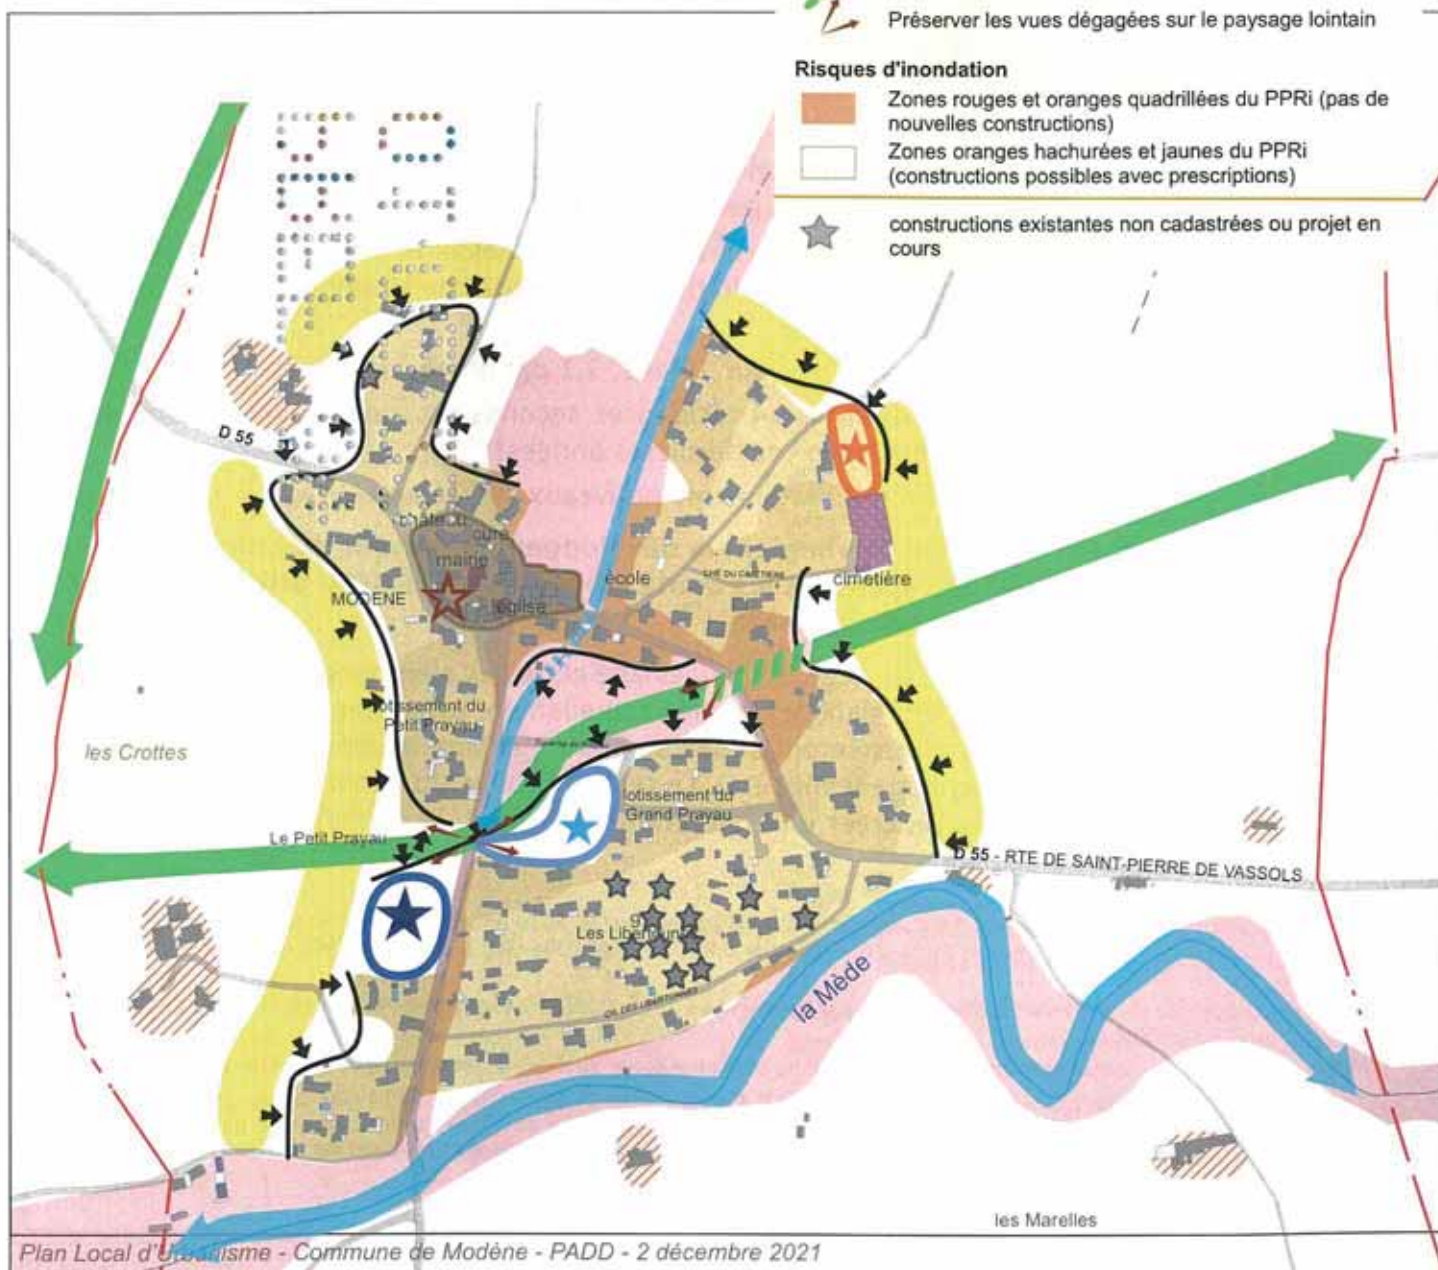 Préserver les vues dégagées sur le paysage lointain
Risques d'inondation
Zones rouges et oranges quadrillées du PPRi (pas de
nouvelles constructions)
Zones oranges hachurées et jaunes du PPRi
(constructions possibles avec prescriptions)
constructions existantes non cadastrées ou projet en
cours
D 55
château
cure
mairie
école
CHE DU CIMETIERE
cimetière
MODENE
l'église
lotissement du
Petit Prayau
les Crottes
lotissement du
Grand Prayau
Le Petit Prayau
D 55 - RTE DE SAINT-PIERRE DE VASSOLS
Les
la Mède
les Marelles
Plan Local d'Urbanisme - Commune de Modène - PADD - 2 décembre 2021